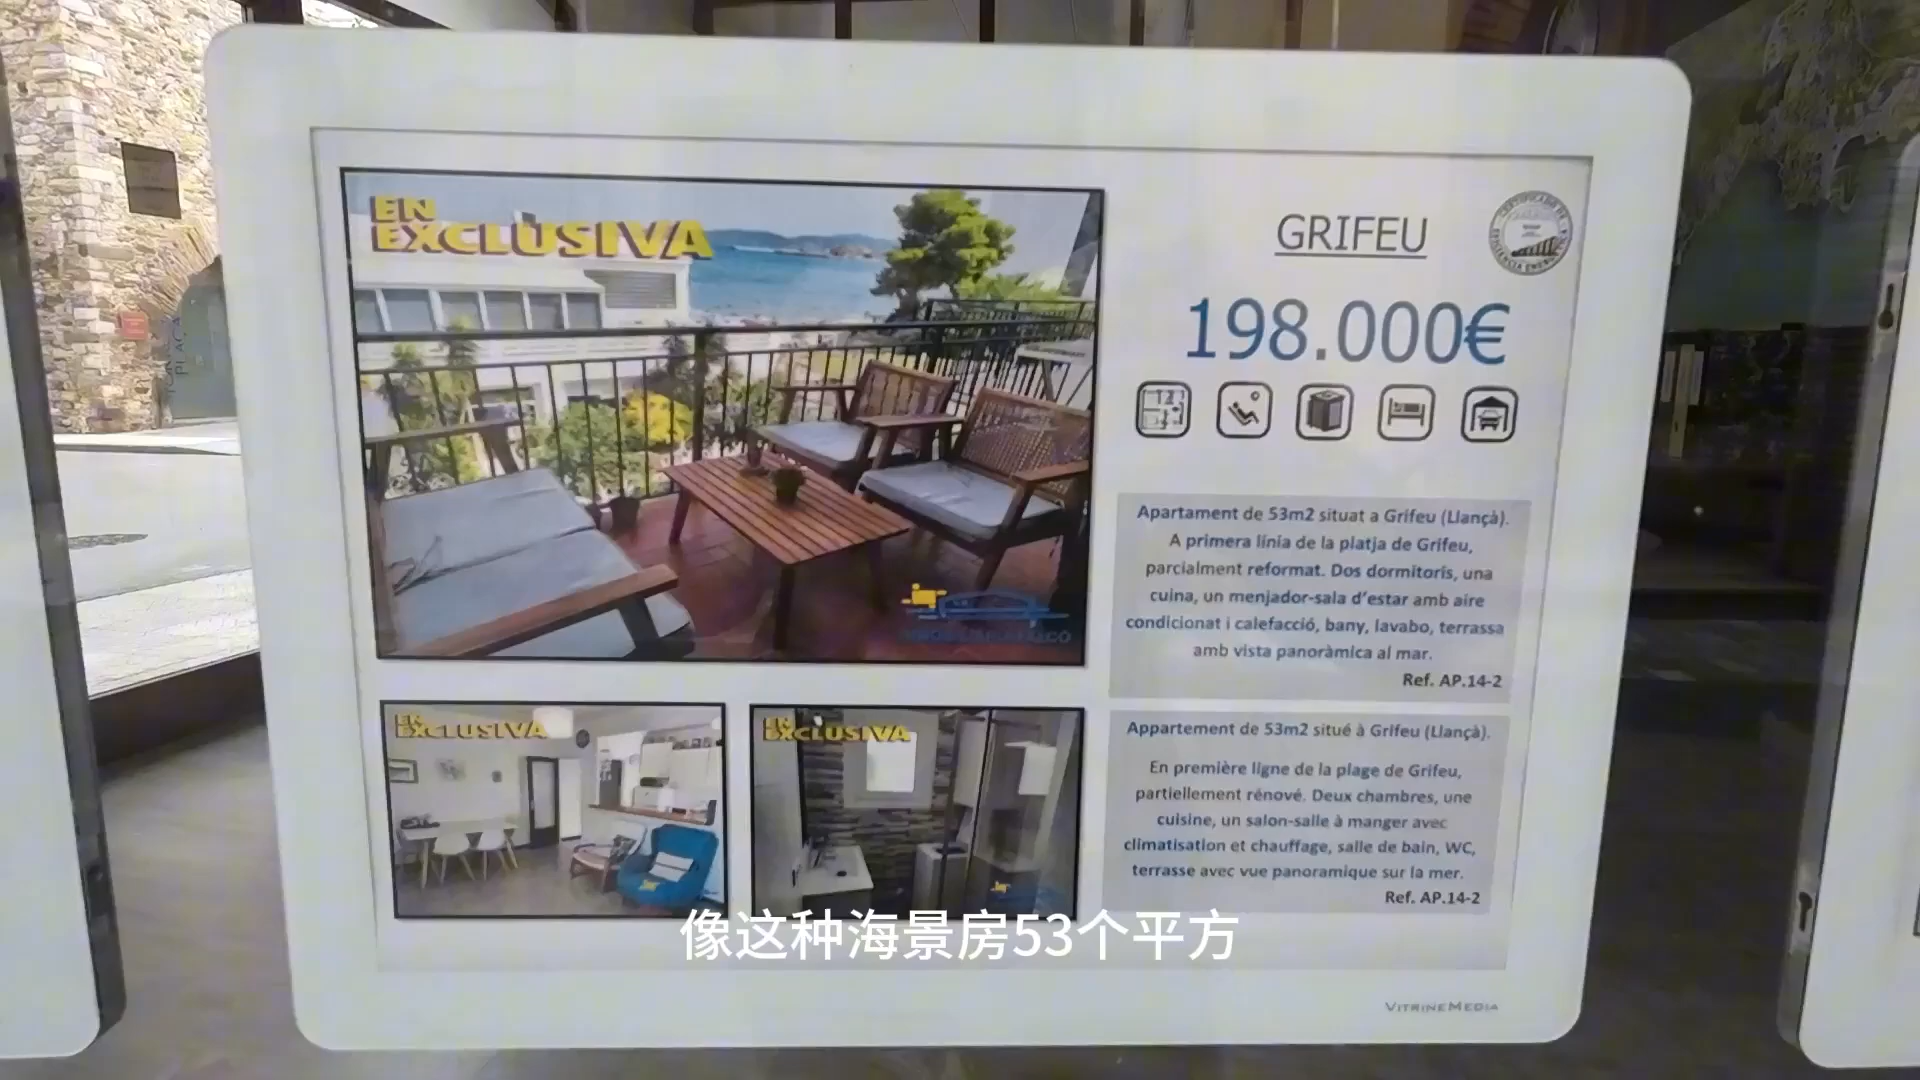 EN
EXCLUSIVA
GRIFEU
198.000€
Apartament de 53m2 situat a Grifeu (Llançà).
A primera línia de la platja de Grifeu,
parcialment reformat. Dos dormitoris, una
cuina, un menjador-sala d'estar amb aire
condicionat i calefacció, bany, lavabo, terrassa
amb vista panoràmica al mar.
Ref. AP.14-2
EN
EXCLUSIVA
EN
EXCLUSIVA
Appartement de 53m2 situé à Grifeu (Llançà).
En première ligne de la plage de Grifeu,
partiellement rénové. Deux chambres, une
cuisine, un salon-salle à manger avec
climatisation et chauffage, salle de bain, WC,
terrasse avec vue panoramique sur la mer.
Ref. AP.14-2
像这种海景房53个平方
VITRINEMEDIA